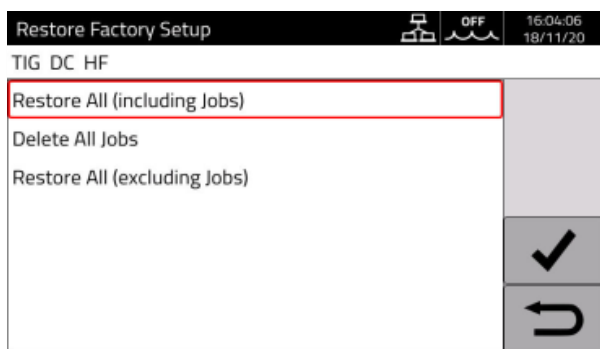 Restore Factory Setup
OFF
16:04:06
18/11/20
TIG DC HF
Restore All (including Jobs)
Delete All Jobs
Restore All (excluding Jobs)